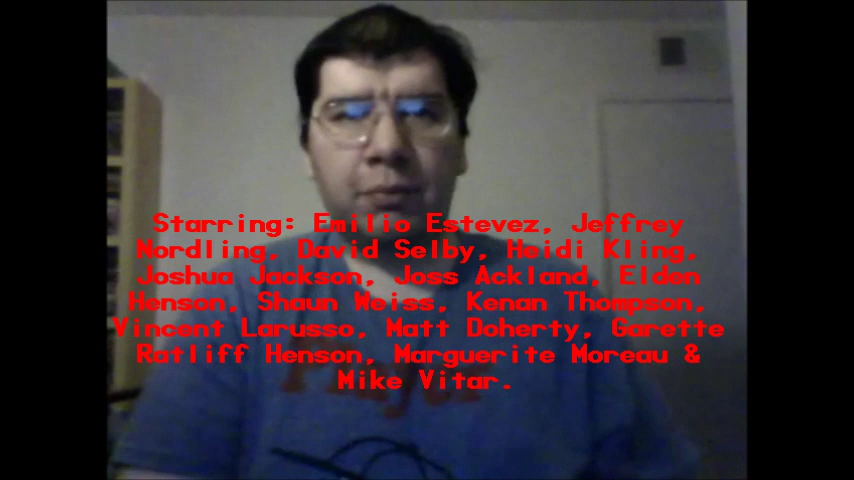 Starring: Emilio Estevez, Jeffrey
Nordling, David Selby, Heidi Kling,
Joshua Jackson, Joss Ackland, Elden
Henson, Shaun Weiss, Kenan Thompson,
Vincent Larusso, Matt Doherty, Garette
Ratliff Henson, Marguerite Moreau &
Mike Vitar.